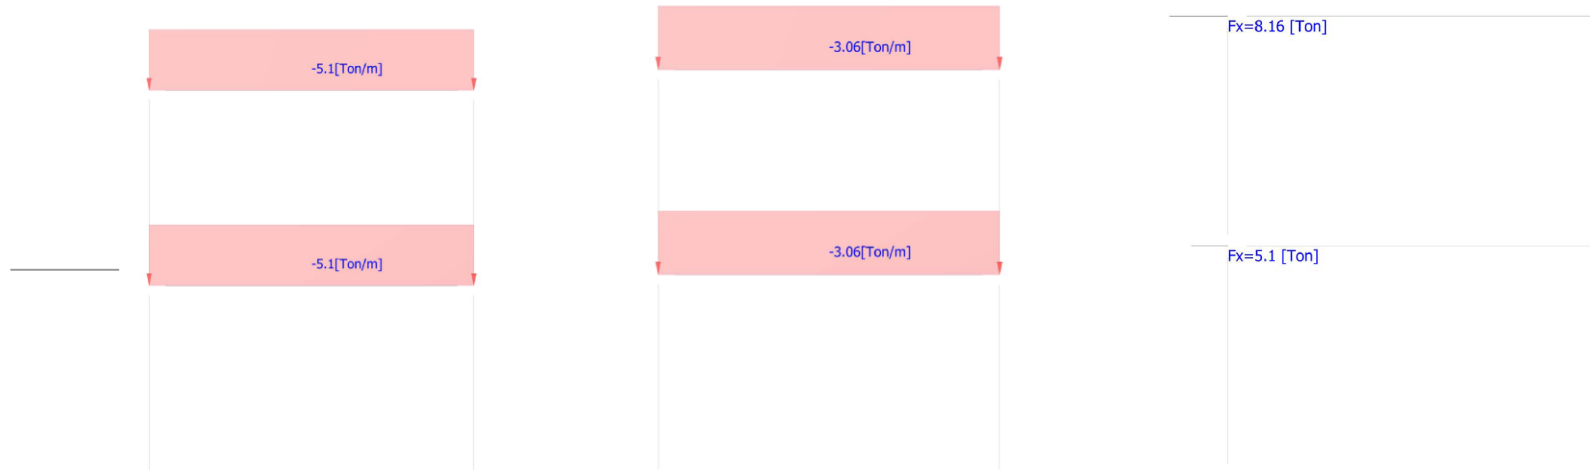 -5.1[Ton/m]
-5.1[Ton/m]
-3.06[Ton/m]
-3.06[Ton/m]
Fx=8.16 [Ton]
Fx=5.1 [Ton]